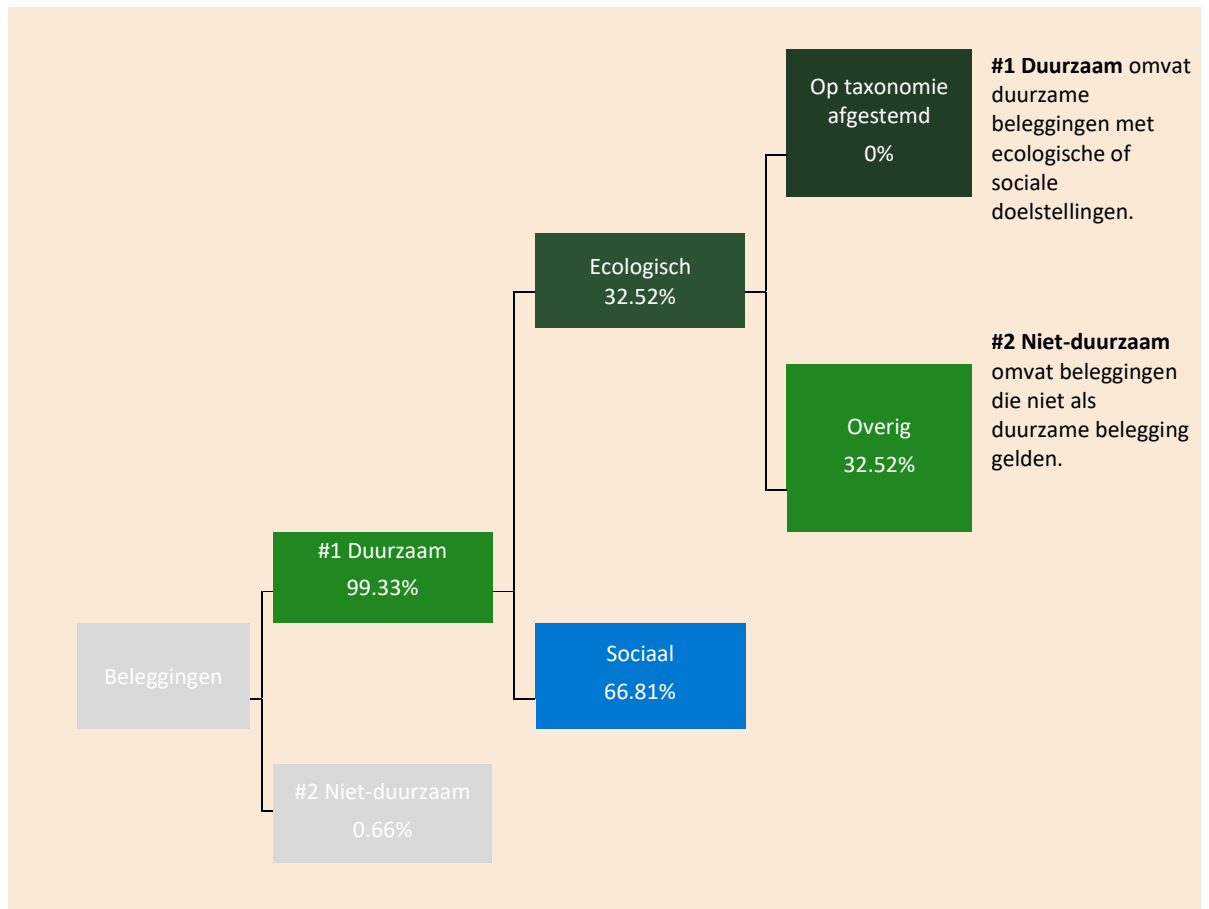 Op taxonomie
afgestemd
0%
#1 Duurzaam omvat
duurzame
beleggingen met
ecologische of
sociale
doelstellingen.
Ecologisch
32.52%
#2 Niet-duurzaam
omvat beleggingen
die niet als
duurzame belegging
gelden.
Overig
32.52%
#1 Duurzaam
99.33%
Sociaal
66.81%
Beleggingen
#2 Niet-duurzaam
0.66%